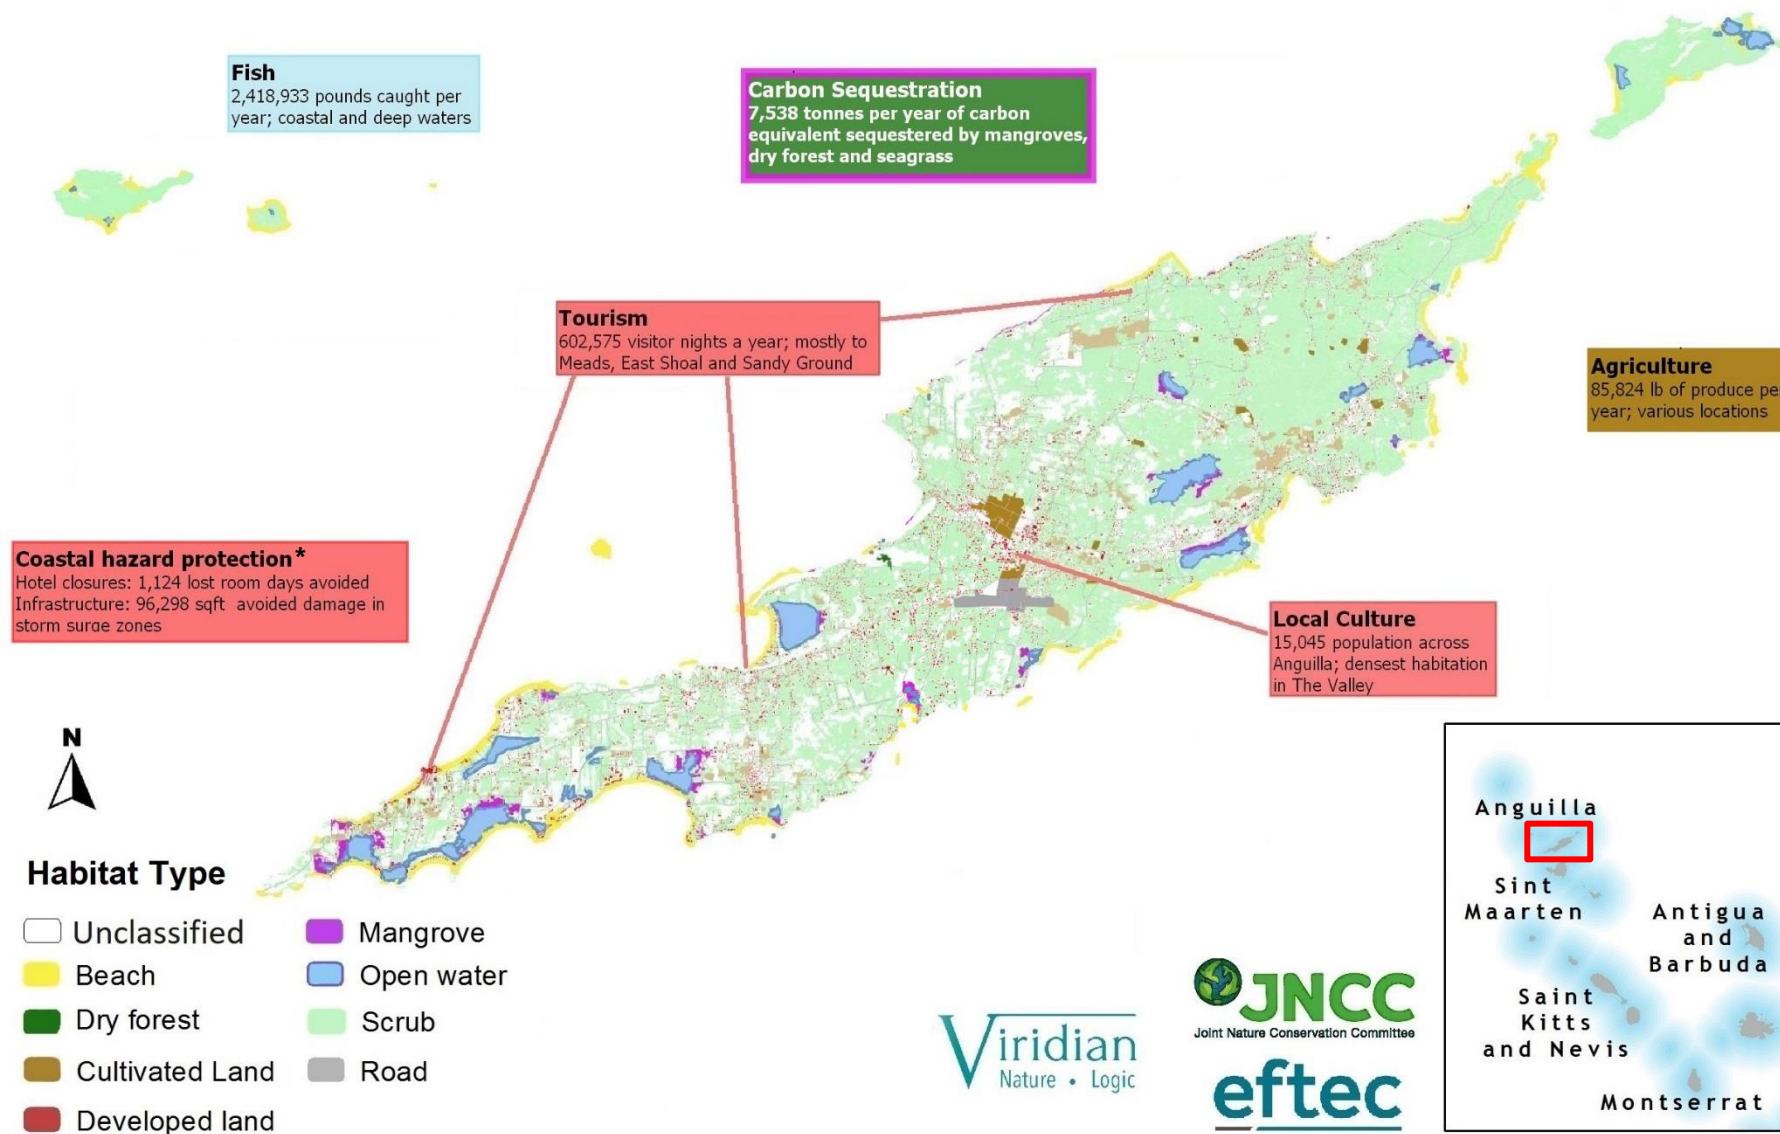 Fish
2,418,933 pounds caught per
year; coastal and deep waters
Carbon Sequestration
7,538 tonnes per year of carbon
equivalent sequestered by mangroves,
dry forest and seagrass
Tourism
602,575 visitor nights a year; mostly to
Meads, East Shoal and Sandy Ground
Agriculture
85,824 lb of produce pe
year; various locations
Coastal hazard protection*
Hotel closures: 1,124 lost room days avoided
Infrastructure: 96,298 sqft avoided damage in
storm surge zones
Local Culture
15,045 population across
Anguilla; densest habitation
in The Valley
N
Habitat Type
Unclassified
Beach
Dry forest
Cultivated Land
Developed land
Mangrove
Open water
Scrub
Road
Viridian
Nature • Logic
JNCC
Joint Nature Conservation Committee
eftec
Anguilla
Sint
Maarten
Antigua
and
Barbuda
Saint
Kitts
and Nevis
Montserrat